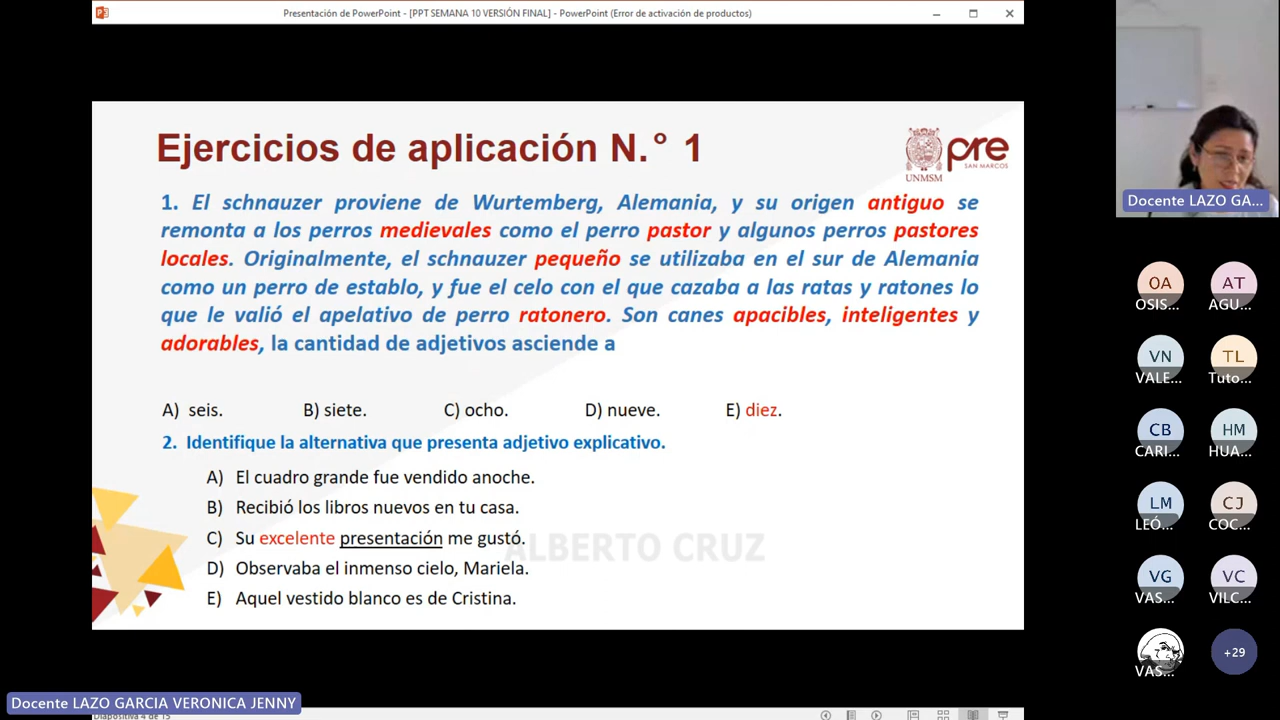 Presentación de PowerPoint - [PPT SEMANA 10 VERSIÓN FINAL] - PowerPoint (Error de activación de productos)
Ejercicios de aplicación N.° 1
UNMSM
pre
SAN MARCOS
1. El schnauzer proviene de Wurtemberg, Alemania, y su origen antiguo se
remonta a los perros medievales como el perro pastor y algunos perros pastores
locales. Originalmente, el schnauzer pequeño se utilizaba en el sur de Alemania
como un perro de establo, y fue el celo con el que cazaba a las ratas y ratones lo
que le valió el apelativo de perro ratonero. Son canes apacibles, inteligentes y
adorables, la cantidad de adjetivos asciende a
A) seis. B) siete. C) ocho. D) nueve. E) diez.
2. Identifique la alternativa que presenta adjetivo explicativo.
A) El cuadro grande fue vendido anoche.
B) Recibió los libros nuevos en tu casa.
C) Su excelente presentación me gustó.
ALBERTO CRUZ
D) Observaba el inmenso cielo, Mariela.
E) Aquel vestido blanco es de Cristina.
Docente LAZO GA...
OA AT
OSIS... AGU...
VN TL
VALE... Tuto...
CB HM
CARI... HUA...
LM CJ
LEÓ... COC...
VG VC
VAS... VILC...
+29
VAS...
Docente LAZO GARCIA VERONICA JENNY
Diapositiva 4 de 15